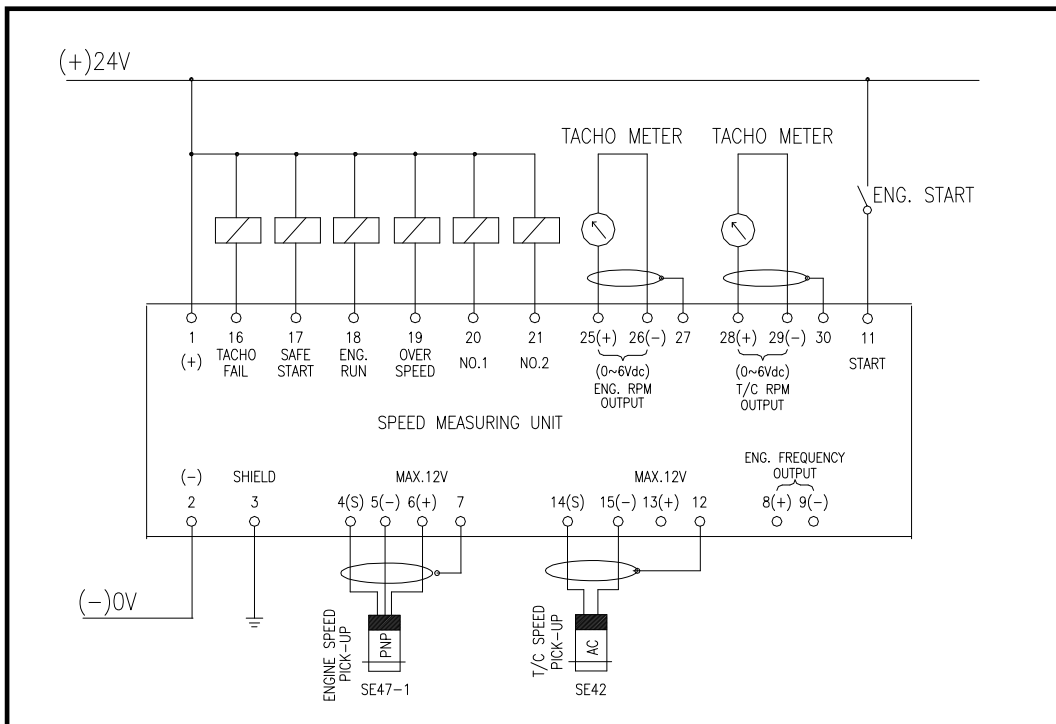 (+)24V
TACHO METER TACHO METER
ENG. START
1 16 17 18 19 20 21 25(+) 26(-) 27 28(+) 29(-) 30 11
(+) TACHO FAIL SAFE START ENG. RUN OVER SPEED NO.1 NO.2 (0~6Vdc) ENG. RPM OUTPUT (0~6Vdc) T/C RPM OUTPUT START
SPEED MEASURING UNIT
ENG. FREQUENCY
OUTPUT
(-) SHIELD MAX.12V MAX.12V
2 3 4(S) 5(-) 6(+) 7 14(S) 15(-) 13(+) 12 8(+) 9(-)
(-)0V
ENGINE SPEED
PICK-UP
PNP
SE47-1
T/C SPEED
PICK-UP
AC
SE42